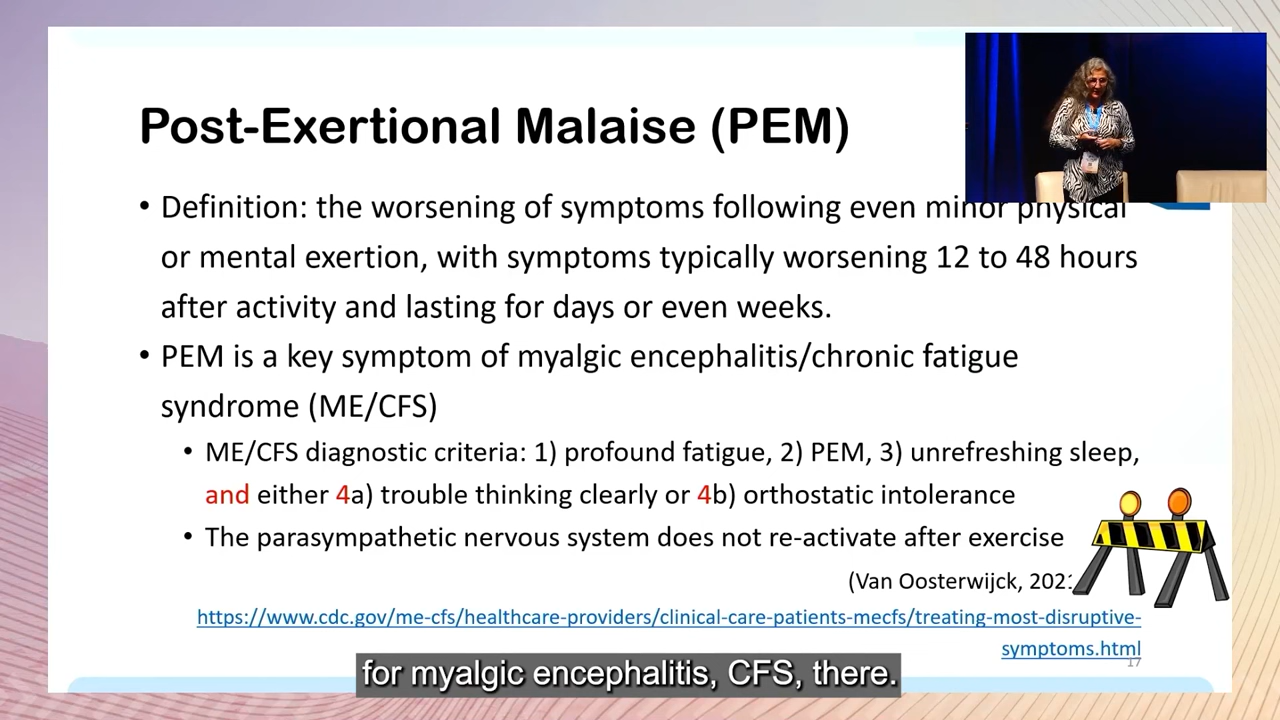 Post-Exertional Malaise (PEM)
• Definition: the worsening of symptoms following even minor physical
or mental exertion, with symptoms typically worsening 12 to 48 hours
after activity and lasting for days or even weeks.
• PEM is a key symptom of myalgic encephalitis/chronic fatigue
syndrome (ME/CFS)
• ME/CFS diagnostic criteria: 1) profound fatigue, 2) PEM, 3) unrefreshing sleep,
and either 4a) trouble thinking clearly or 4b) orthostatic intolerance
• The parasympathetic nervous system does not re-activate after exercise
(Van Oosterwijck,
https://www.cdc.gov/me-cfs/healthcare-providers/clinical-care-patients-mecfs/treating-most-disruptive-
symptoms.html
17
for myalgic encephalitis, CFS, there.